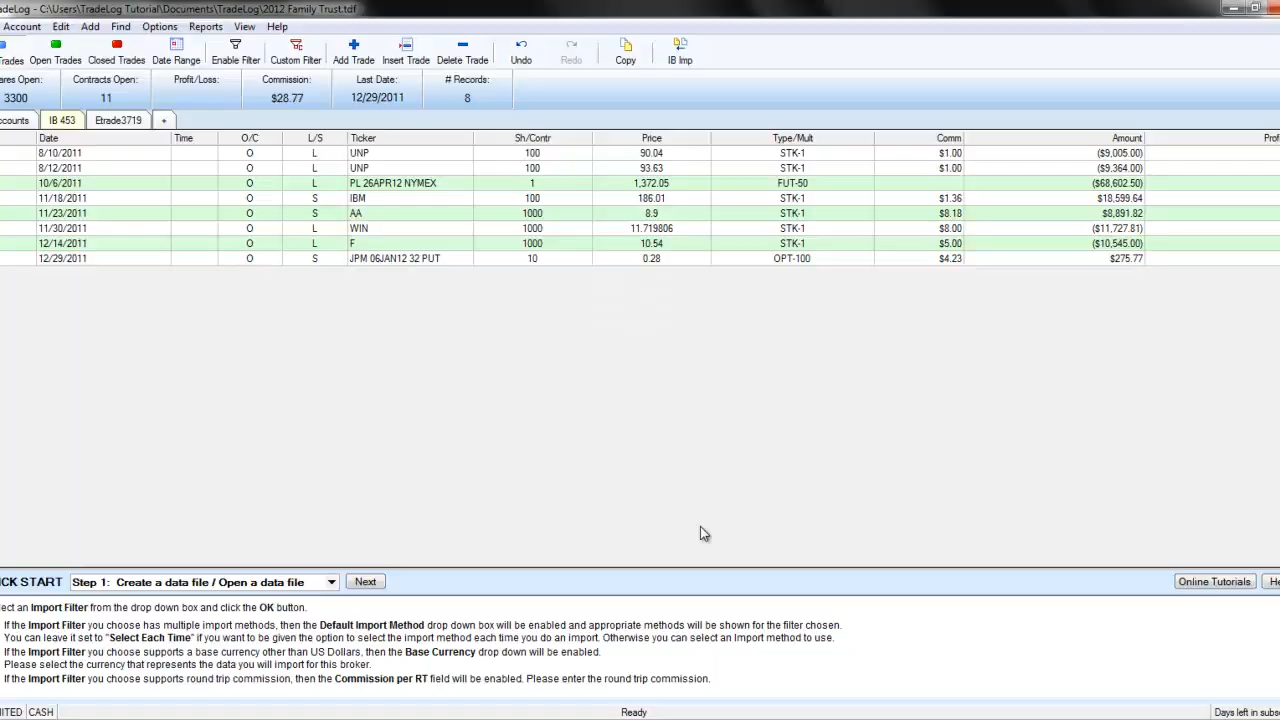 adeLog - C:\Users\TradeLog Tutorial\Documents\TradeLog\2012 Family Trust.tdf
Account Edit Add Find Options Reports View Help
Trades Open Trades Closed Trades Date Range Enable Filter Custom Filter Add Trade Insert Trade Delete Trade Undo Redo Copy IB Imp
ares Open: Contracts Open: Profit/Loss: Commission: Last Date: # Records:
3300 11 $28.77 12/29/2011 8
counts IB 453 Etrade3719 +
Date Time O/C L/S Ticker Sh/Contr Price Type/Mult Comm Amount Profi
8/10/2011 O L UNP 100 90.04 STK-1 $1.00 ($9,005.00)
8/12/2011 O L UNP 100 93.63 STK-1 $1.00 ($9,364.00)
10/6/2011 O L PL 26APR12 NYMEX 1 1,372.05 FUT-50 ($68,602.50)
11/18/2011 O S IBM 100 186.01 STK-1 $1.36 $18,599.64
11/23/2011 O S AA 1000 8.9 STK-1 $8.18 $8,891.82
11/30/2011 O L WIN 1000 11.719806 STK-1 $8.00 ($11,727.81)
12/14/2011 O L F 1000 10.54 STK-1 $5.00 ($10,545.00)
12/29/2011 O S JPM 06JAN12 32 PUT 10 0.28 OPT-100 $4.23 $275.77
ICK START Step 1: Create a data file / Open a data file Next Online Tutorials He
ect an Import Filter from the drop down box and click the OK button.
If the Import Filter you choose has multiple import methods, then the Default Import Method drop down box will be enabled and appropriate methods will be shown for the filter chosen.
You can leave it set to "Select Each Time" if you want to be given the option to select the import method each time you do an import. Otherwise you can select an Import method to use.
If the Import Filter you choose supports a base currency other than US Dollars, then the Base Currency drop down will be enabled.
Please select the currency that represents the data you will import for this broker.
If the Import Filter you choose supports round trip commission, then the Commission per RT field will be enabled. Please enter the round trip commission.
MITED CASH Ready Days left in subsc